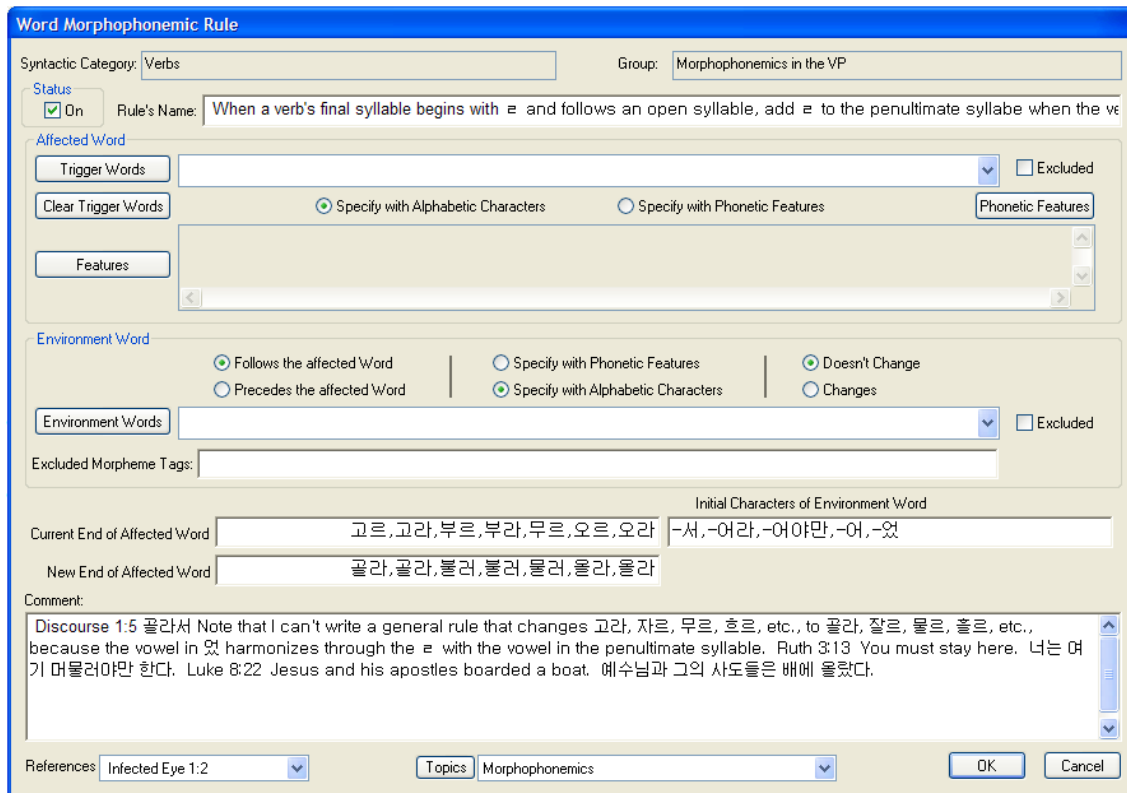 Word Morphophonemic Rule
Syntactic Category: Verbs Group: Morphophonemics in the VP
Status
On Rule's Name: When a verb's final syllable begins with ㄹ and follows an open syllable, add ㄹ to the penultimate syllabe when the ve
Affected Word
Trigger Words Excluded
Clear Trigger Words Specify with Alphabetic Characters Specify with Phonetic Features Phonetic Features
Features
Environment Word
Follows the affected Word Specify with Phonetic Features Doesn't Change
Precedes the affected Word Specify with Alphabetic Characters Changes
Environment Words Excluded
Excluded Morpheme Tags:
Initial Characters of Environment Word
Current End of Affected Word 고르,고라,부르,부라,무르,오르,오라 -서,-어라,-어야만,-어,-었
New End of Affected Word 골라,골라,불러,불러,물러,올라,올라
Comment:
Discourse 1:5 골라서 Note that I can't write a general rule that changes 고라, 자르, 무르, 흐르, etc., to 골라, 잘르, 물르, 흘르, etc.,
because the vowel in 었 harmonizes through the ㄹ with the vowel in the penultimate syllable. Ruth 3:13 You must stay here. 너는 여
기 머물러야만 한다. Luke 8:22 Jesus and his apostles boarded a boat. 예수님과 그의 사도들은 배에 올랐다.
References Infected Eye 1:2 Topics Morphophonemics OK Cancel